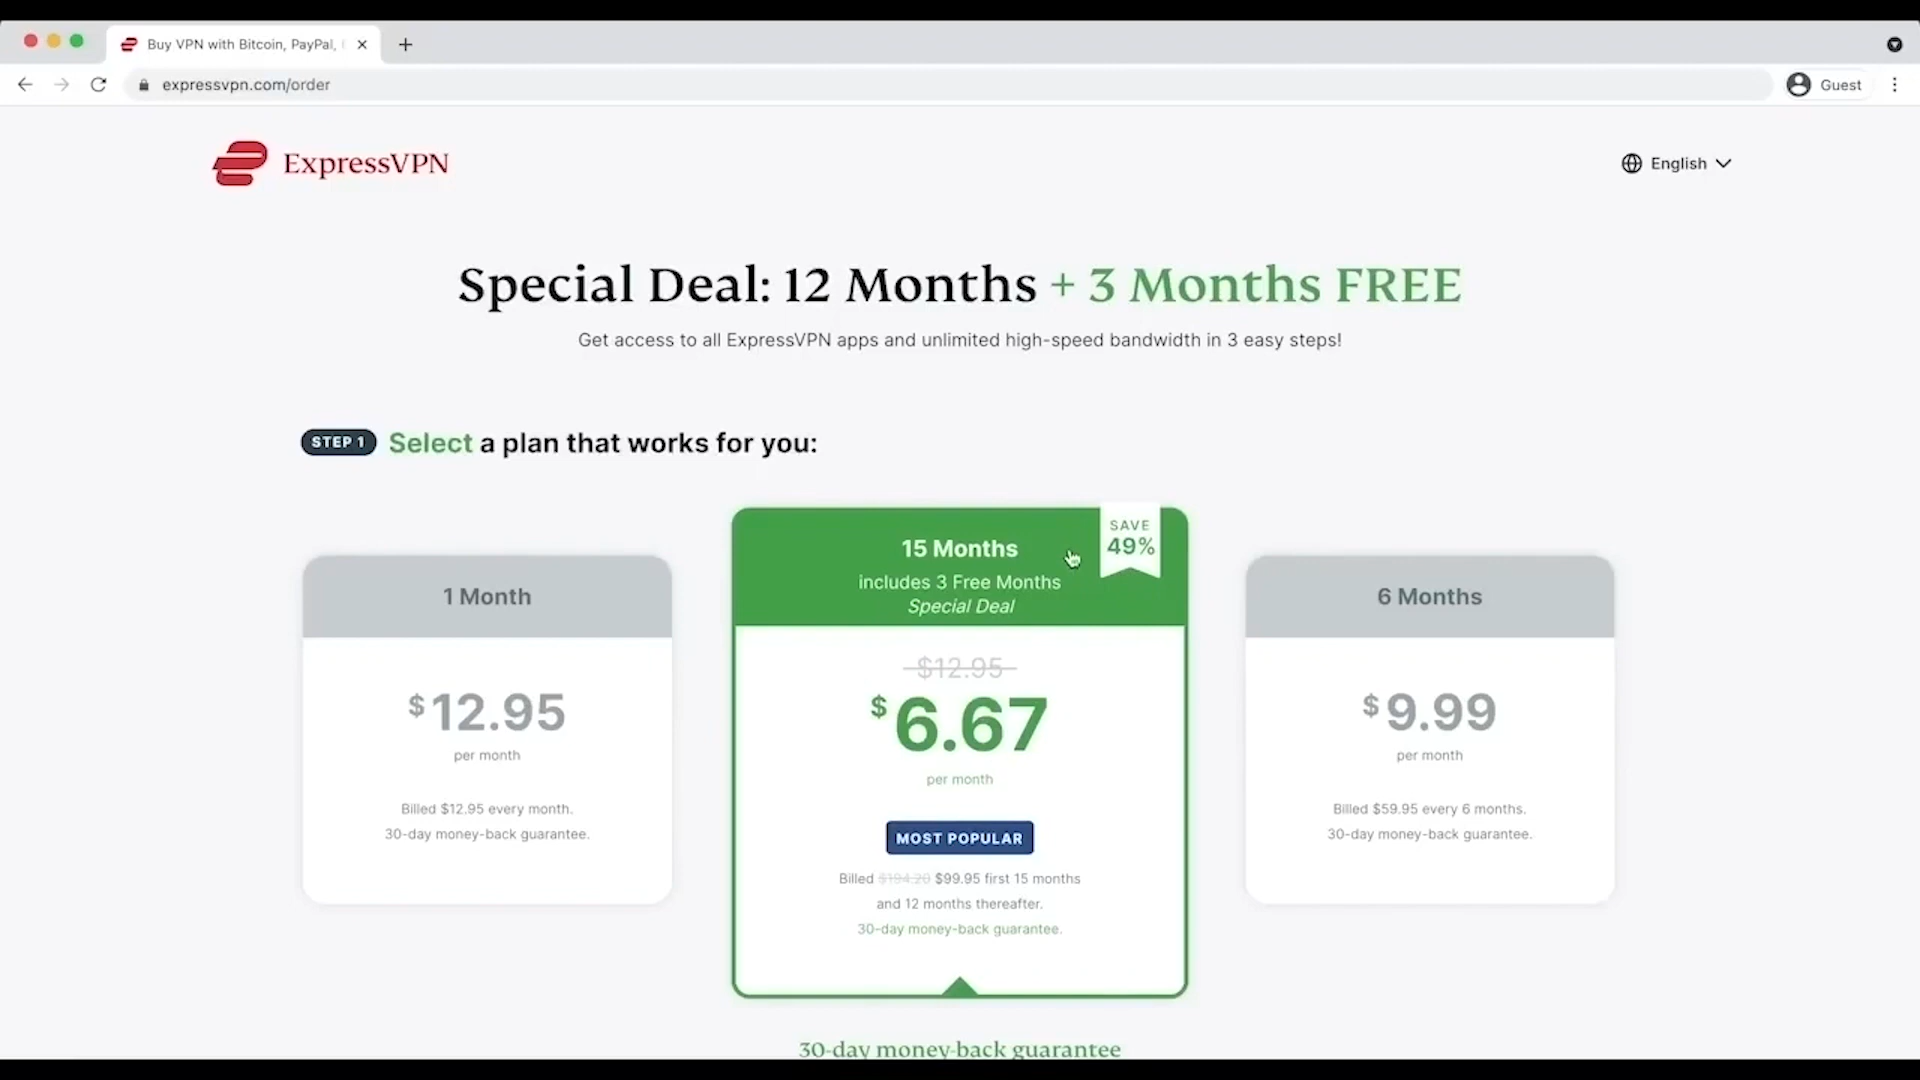 Buy VPN with Bitcoin, PayPal,
expressvpn.com/order
Guest
ExpressVPN
English
Special Deal: 12 Months + 3 Months FREE
Get access to all ExpressVPN apps and unlimited high-speed bandwidth in 3 easy steps!
STEP 1 Select a plan that works for you:
1 Month
$12.95
per month
Billed $12.95 every month.
30-day money-back guarantee.
SAVE
49%
15 Months
includes 3 Free Months
Special Deal
$12.95
$6.67
per month
MOST POPULAR
Billed $194.20 $99.95 first 15 months
and 12 months thereafter.
30-day money-back guarantee.
6 Months
$9.99
per month
Billed $59.95 every 6 months.
30-day money-back guarantee.
30-day money-back guarantee